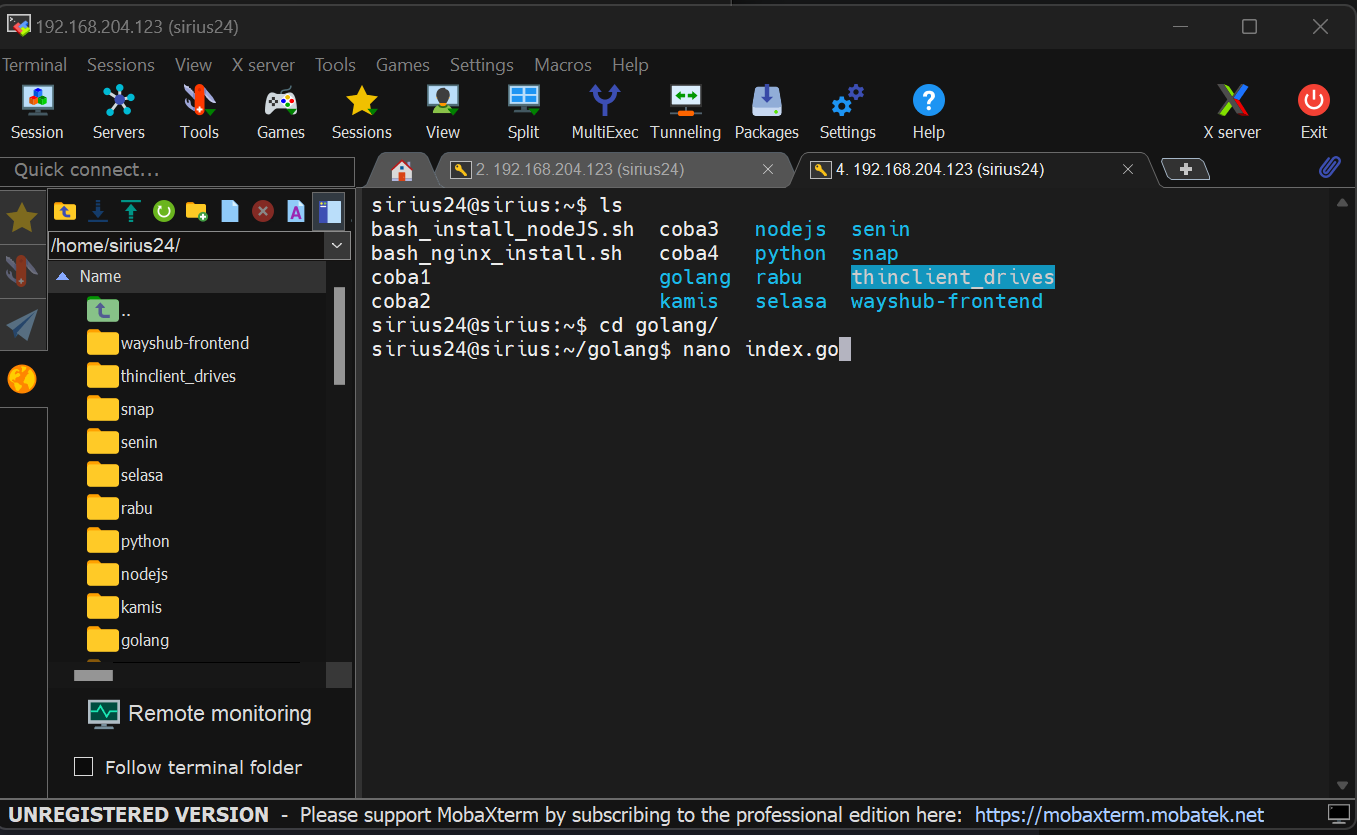 192.168.204.123 (sirius24)
Terminal Sessions View X server Tools Games Settings Macros Help
Session Servers Tools Games Sessions View Split MultiExec Tunneling Packages Settings Help X server Exit
Quick connect...
2. 192.168.204.123 (sirius24)
4. 192.168.204.123 (sirius24)
/home/sirius24/
Name
..
wayshub-frontend
thinclient_drives
snap
senin
selasa
rabu
python
nodejs
kamis
golang
Remote monitoring
Follow terminal folder
sirius24@sirius:~$ ls
bash_install_nodeJS.sh coba3 nodejs senin
bash_nginx_install.sh coba4 python snap
coba1 golang rabu thinclient_drives
coba2 kamis selasa wayshub-frontend
sirius24@sirius:~$ cd golang/
sirius24@sirius:~/golang$ nano index.go
UNREGISTERED VERSION - Please support MobaXterm by subscribing to the professional edition here: https://mobaxterm.mobatek.net